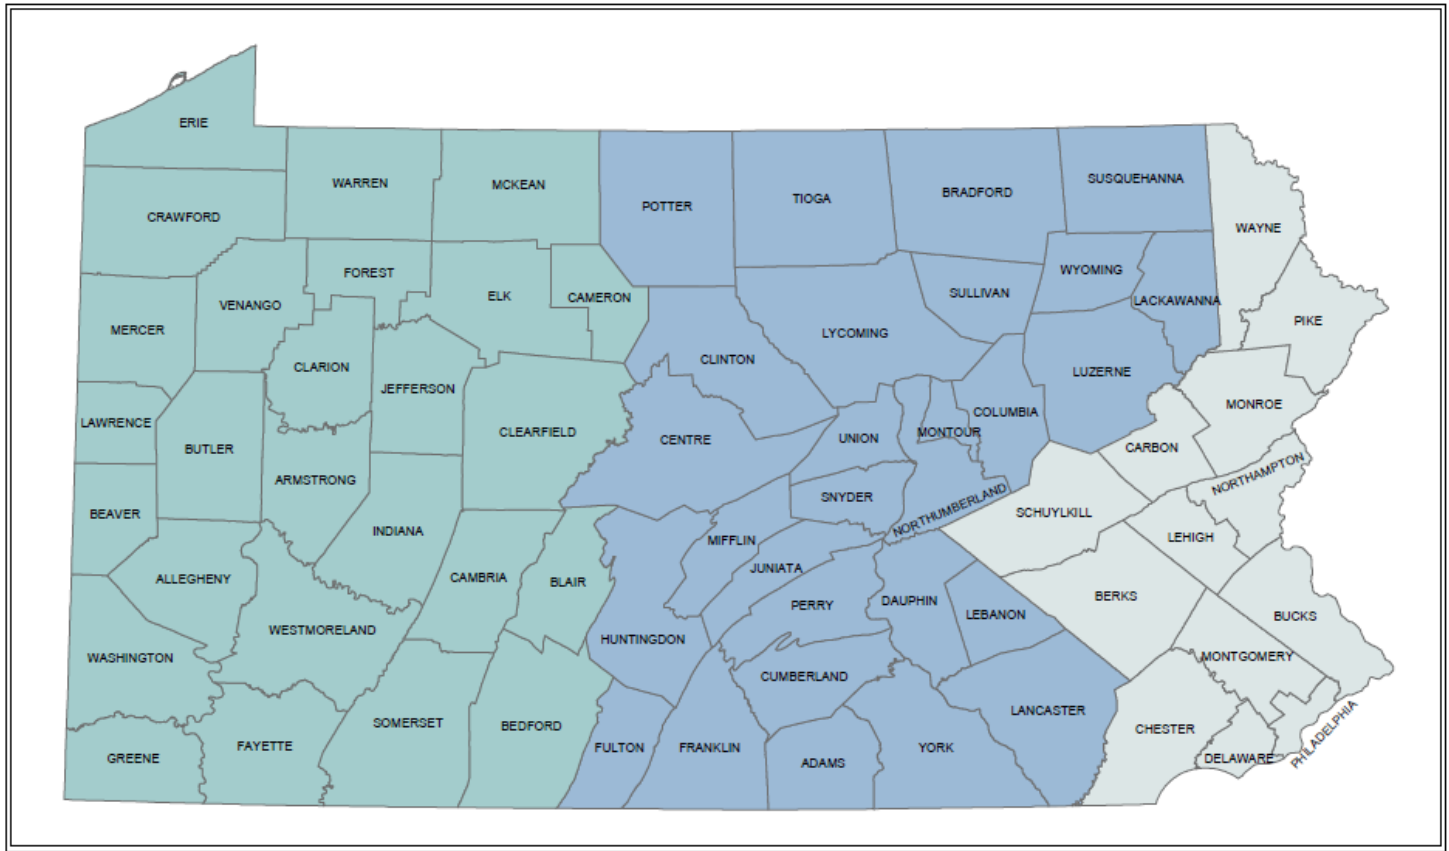 ERIE
WARREN
MCKEAN
CRAWFORD
POTTER
TIOGA
BRADFORD
SUSQUEHANNA
WAYNE
FOREST
VENANGO
ELK
CAMERON
MERCER
SULLIVAN
WYOMING
LACKAWANNA
PIKE
LYCOMING
CLINTON
CLARION
JEFFERSON
LUZERNE
MONROE
LAWRENCE
BUTLER
CLEARFIELD
CENTRE
UNION
MONTOUR
COLUMBIA
CARBON
ARMSTRONG
NORTHAMPTON
BEAVER
INDIANA
SNYDER
NORTHUMBERLAND
SCHUYLKILL
LEHIGH
MIFFLIN
JUNIATA
ALLEGHENY
CAMBRIA
BLAIR
PERRY
DAUPHIN
LEBANON
BERKS
BUCKS
WESTMORELAND
HUNTINGDON
WASHINGTON
CUMBERLAND
MONTGOMERY
LANCASTER
SOMERSET
BEDFORD
CHESTER
PHILADELPHIA
GREENE
FAYETTE
FULTON
FRANKLIN
ADAMS
YORK
DELAWARE